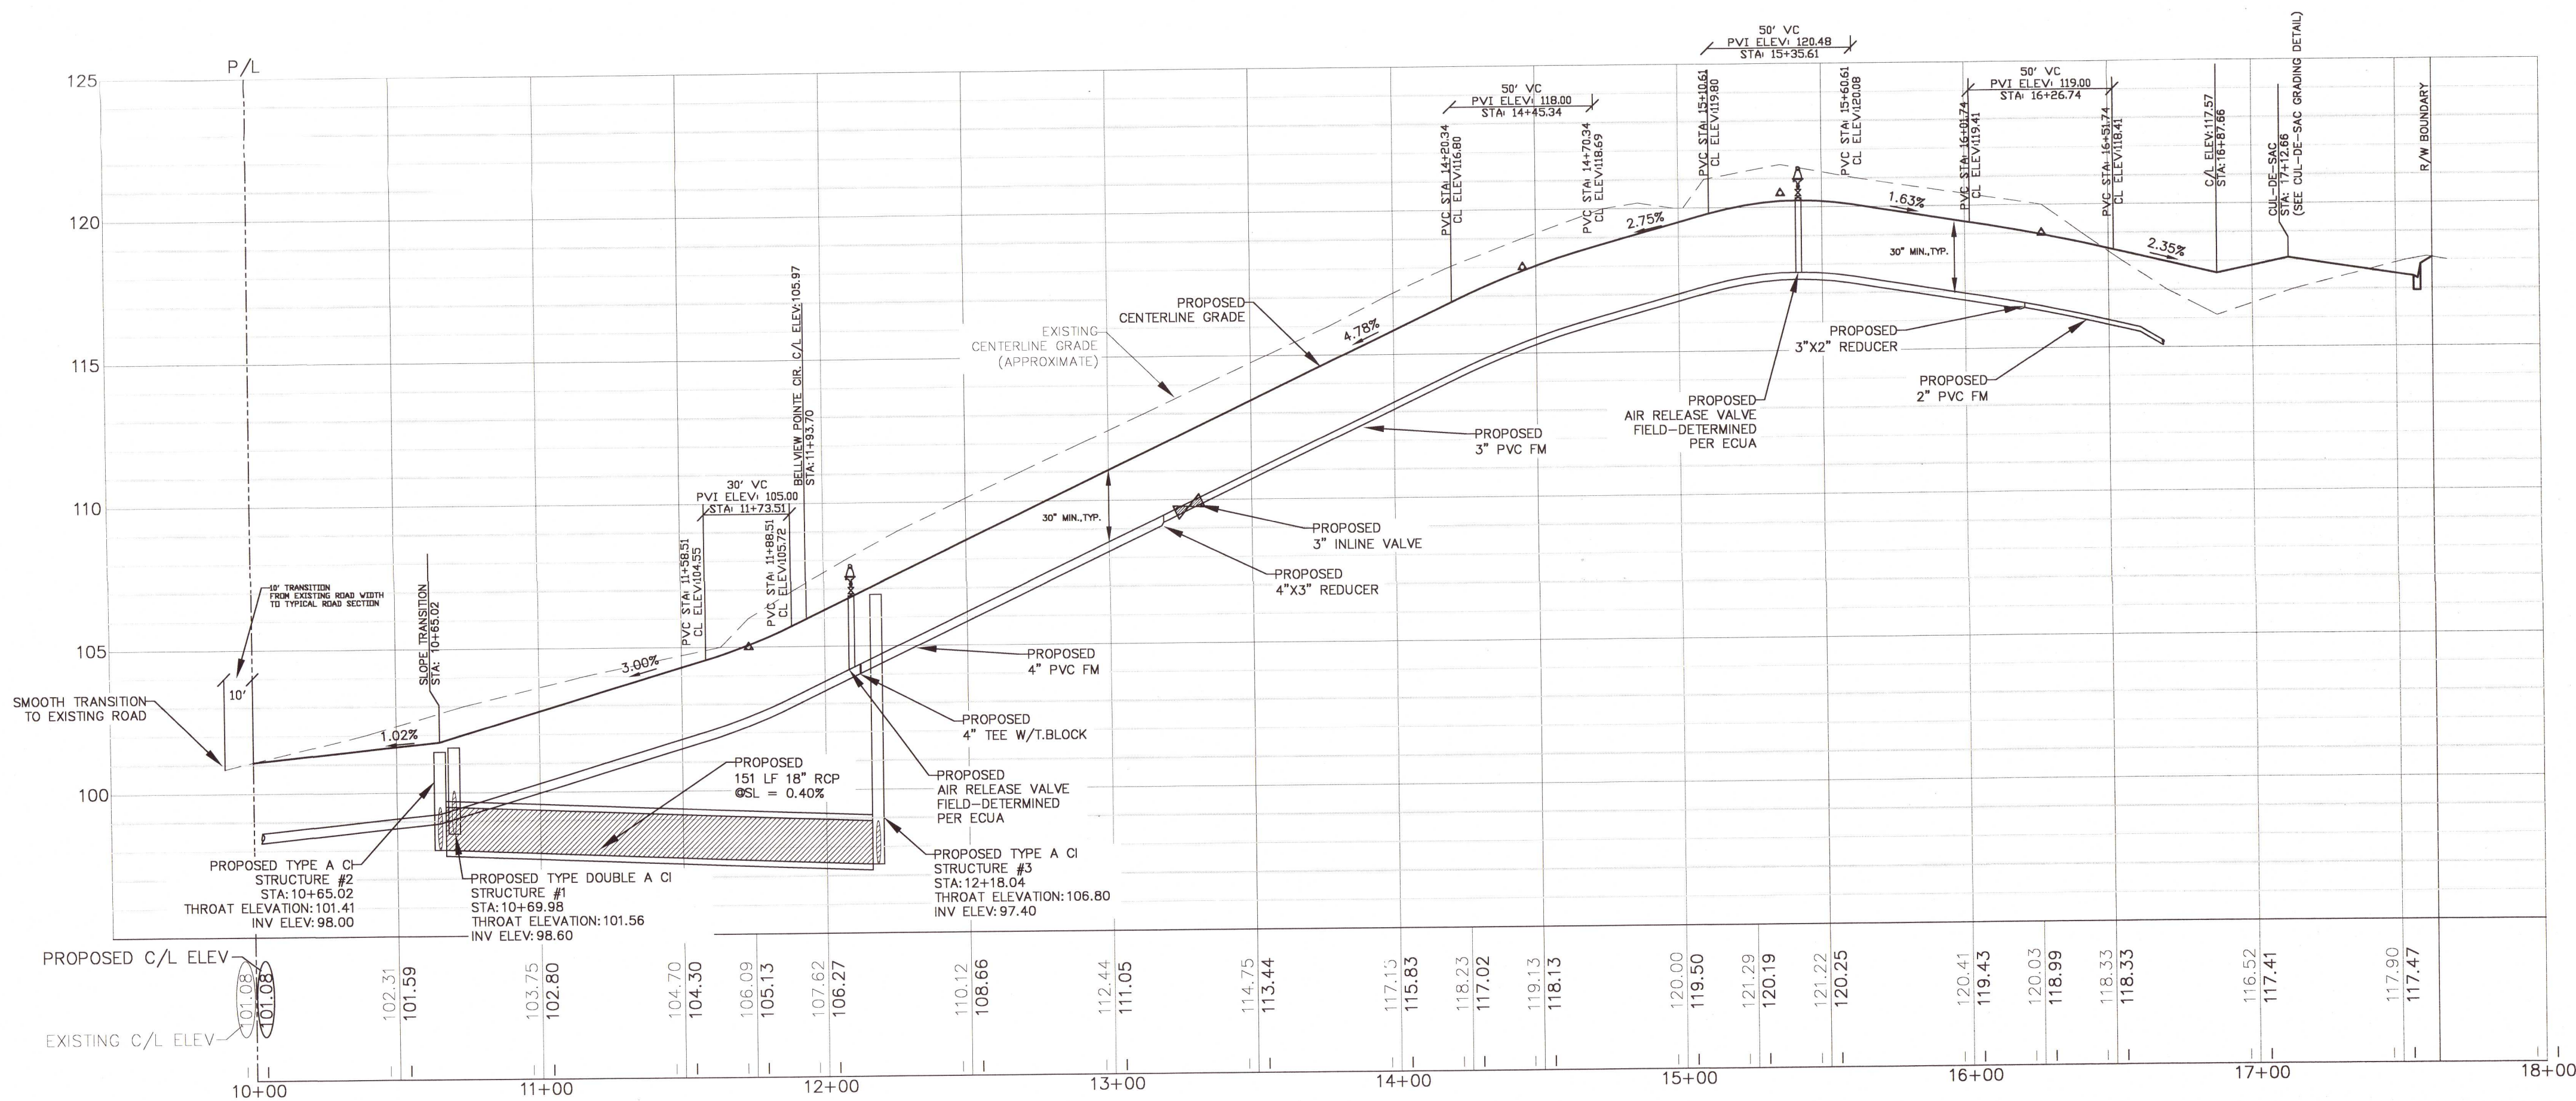 50' VC
PVI ELEV: 120.48
STA: 15+35.61
P/L
125
120
115
110
105
100
50' VC
PVI ELEV: 118.00
STA: 14+45.34
50' VC
PVI ELEV: 119.00
STA: 16+26.74
PVC STA: 14+20.34
CL ELEV:116.80
PVC STA: 14+70.34
CL ELEV:118.69
PVC STA: 15+10.61
CL ELEV:119.80
PVC STA: 15+60.61
CL ELEV:120.08
PVC STA: 16+01.74
CL ELEV:119.41
PVC STA: 16+51.74
CL ELEV:118.41
C/L ELEV:117.57
STA:16+87.66
CUL-DE-SAC
STA: 17+12.66
(SEE CUL-DE-SAC GRADING DETAIL)
R/W BOUNDARY
2.75%
1.63%
2.35%
30" MIN.,TYP.
PROPOSED
CENTERLINE GRADE
EXISTING
CENTERLINE GRADE
(APPROXIMATE)
4.78%
PROPOSED
3"X2" REDUCER
PROPOSED
2" PVC FM
PROPOSED
AIR RELEASE VALVE
FIELD-DETERMINED
PER ECUA
PROPOSED
3" PVC FM
BELLVIEW POINTE CIR. C/L ELEV:105.97
STA:11+93.70
30' VC
PVI ELEV: 105.00
STA: 11+73.51
PVC STA: 11+58.51
CL ELEV:104.55
PVC STA: 11+88.51
CL ELEV:105.72
30" MIN.,TYP.
PROPOSED
3" INLINE VALVE
PROPOSED
4"X3" REDUCER
10' TRANSITION
FROM EXISTING ROAD WIDTH
TO TYPICAL ROAD SECTION
SLOPE TRANSITION
STA: 10+65.02
3.00%
PROPOSED
4" PVC FM
10'
SMOOTH TRANSITION
TO EXISTING ROAD
1.02%
PROPOSED
4" TEE W/T.BLOCK
PROPOSED
151 LF 18" RCP
@SL = 0.40%
PROPOSED
AIR RELEASE VALVE
FIELD-DETERMINED
PER ECUA
PROPOSED TYPE A CI
STRUCTURE #2
STA:10+65.02
THROAT ELEVATION:101.41
INV ELEV:98.00
PROPOSED TYPE DOUBLE A CI
STRUCTURE #1
STA:10+69.98
THROAT ELEVATION:101.56
INV ELEV:98.60
PROPOSED TYPE A CI
STRUCTURE #3
STA:12+18.04
THROAT ELEVATION:106.80
INV ELEV:97.40
PROPOSED C/L ELEV
EXISTING C/L ELEV
101.08
101.08
102.31
101.59
103.75
102.80
104.70
104.30
106.09
105.13
107.62
106.27
110.12
108.66
112.44
111.05
114.75
113.44
117.13
115.83
118.23
117.02
119.13
118.13
120.00
119.50
121.29
120.19
121.22
120.25
120.41
119.43
120.03
118.99
118.33
118.33
116.52
117.41
117.90
117.47
10+00
11+00
12+00
13+00
14+00
15+00
16+00
17+00
18+00